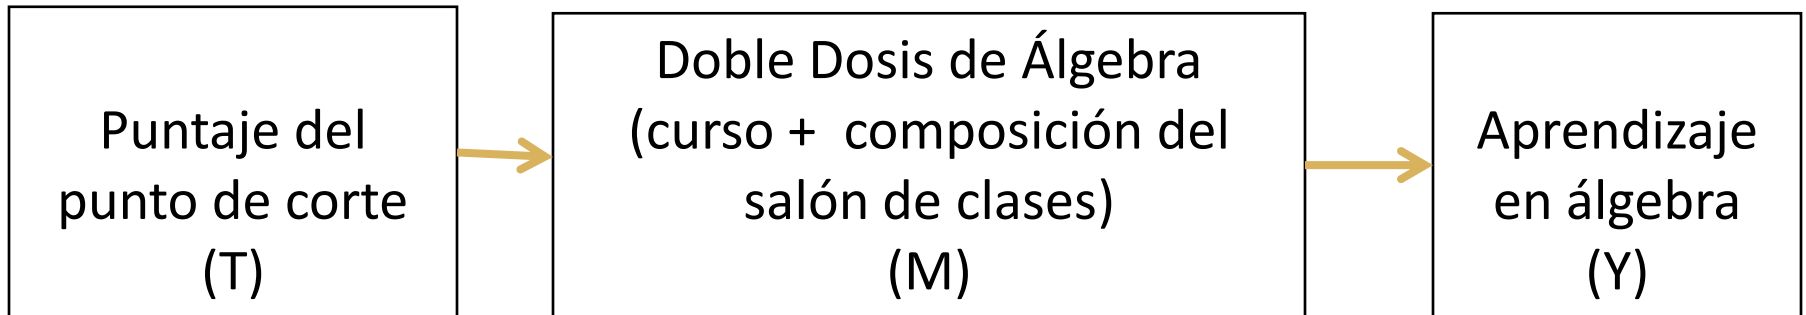 Puntaje del
punto de corte
(T)
Doble Dosis de Álgebra
(curso + composición del
salón de clases)
(M)
Aprendizaje
en álgebra
(Y)